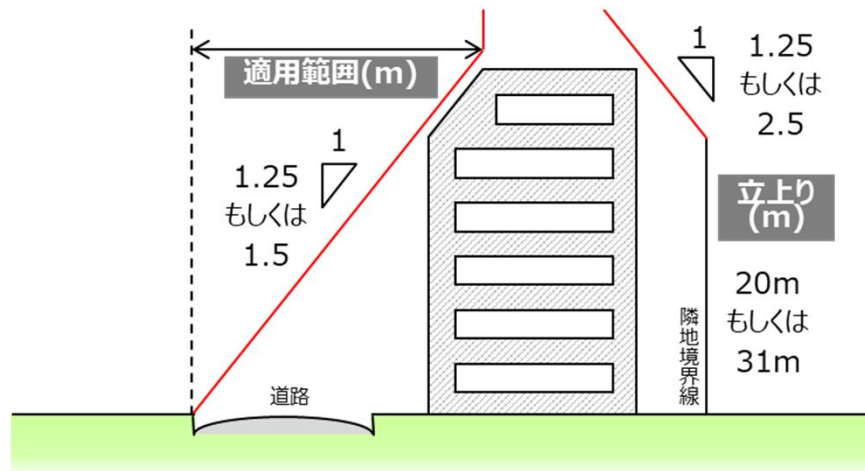 適用範囲(m)
1
1.25
もしくは
1.5
道路
1
1.25
もしくは
2.5
立上り
(m)
20m
もしくは
31m
隣地境界線